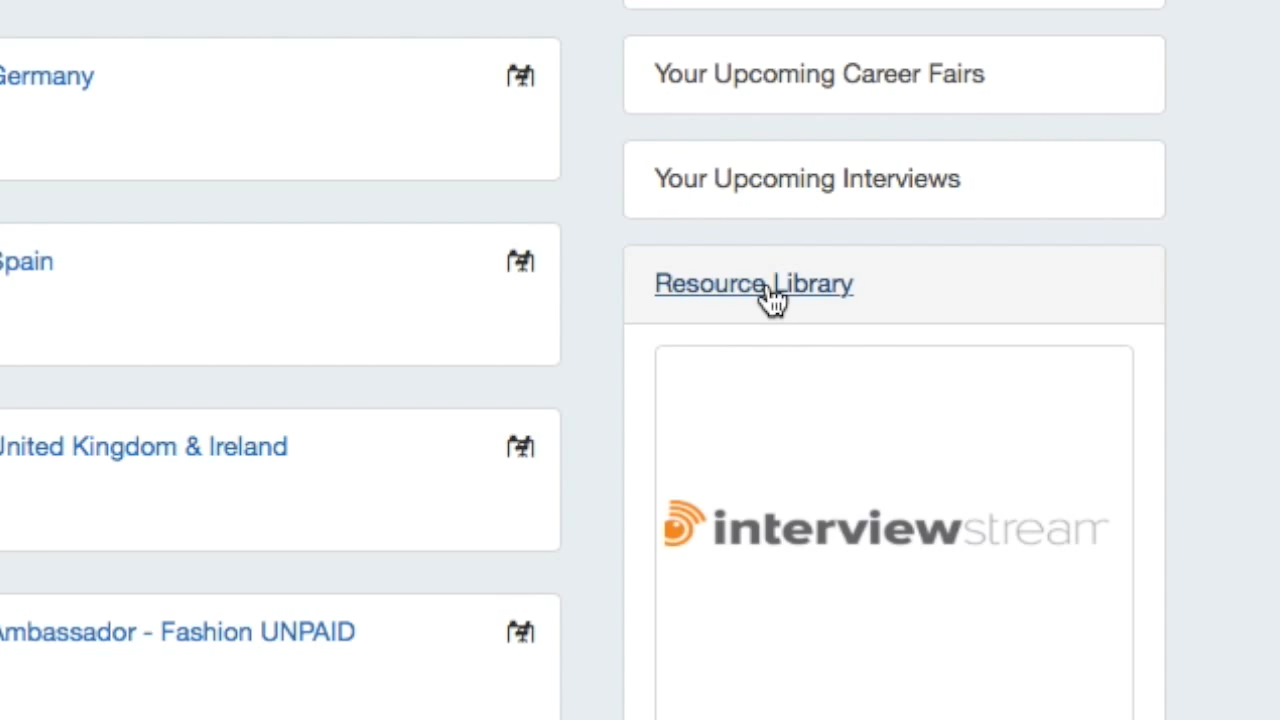 Germany
Spain
United Kingdom & Ireland
Ambassador - Fashion UNPAID
Your Upcoming Career Fairs
Your Upcoming Interviews
Resource Library
interviewstream